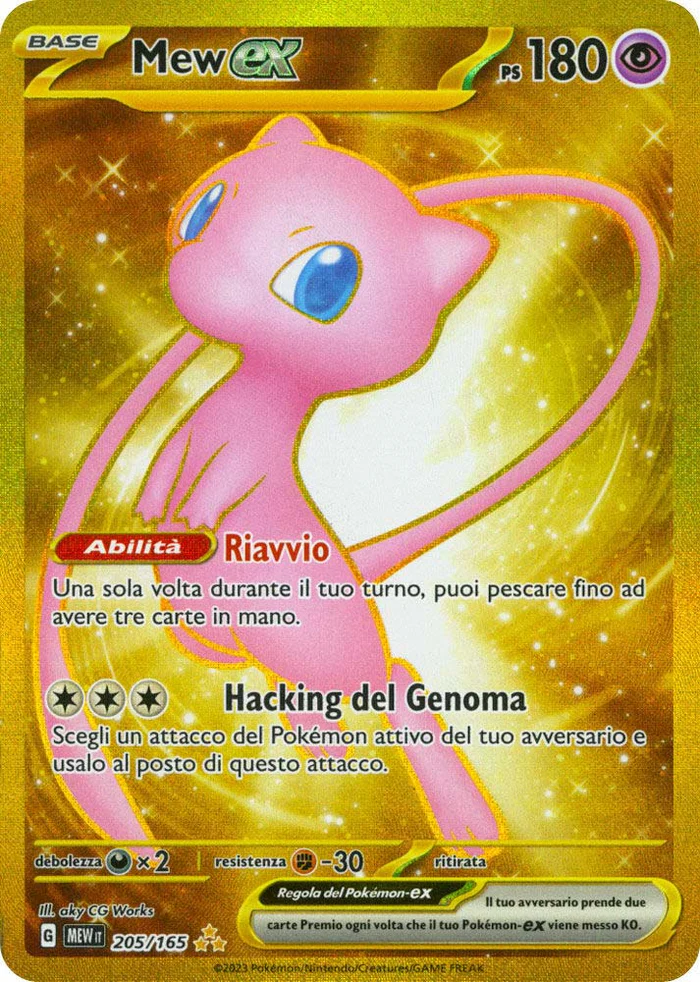 BASE
Mew ex
PS 180
Abilità Riavvio
Una sola volta durante il tuo turno, puoi pescare fino ad
avere tre carte in mano.
Hacking del Genoma
Scegli un attacco del Pokémon attivo del tuo avversario e
usalo al posto di questo attacco.
debolezza ×2 resistenza -30 ritirata
Regola del Pokémon-ex
Il tuo avversario prende due
carte Premio ogni volta che il tuo Pokémon-ex viene messo KO.
Ill. aky CG Works
G MEW IT 205/165
©2023 Pokémon/Nintendo/Creatures/GAME FREAK